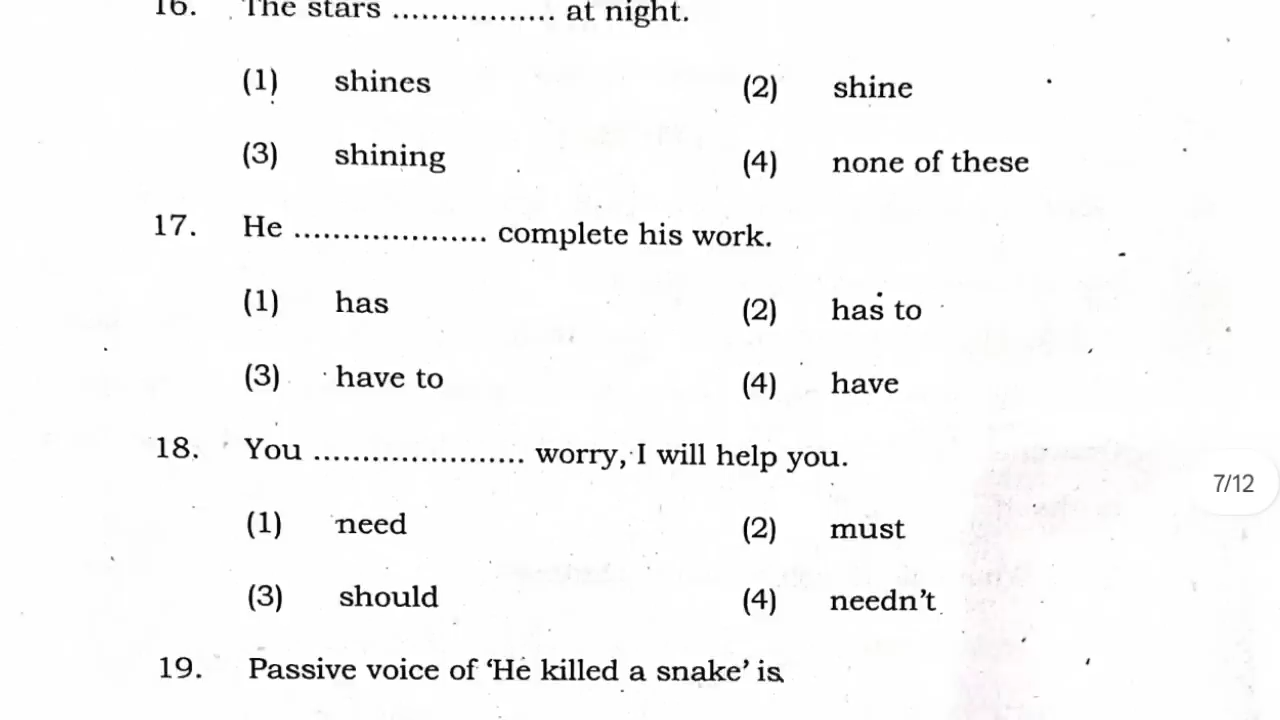 16. The stars ................. at night.
(1) shines (2) shine
(3) shining (4) none of these
17. He .................... complete his work.
(1) has (2) has to
(3) have to (4) have
18. You ...................... worry, I will help you.
(1) need (2) must
(3) should (4) needn't
19. Passive voice of 'He killed a snake' is
7/12